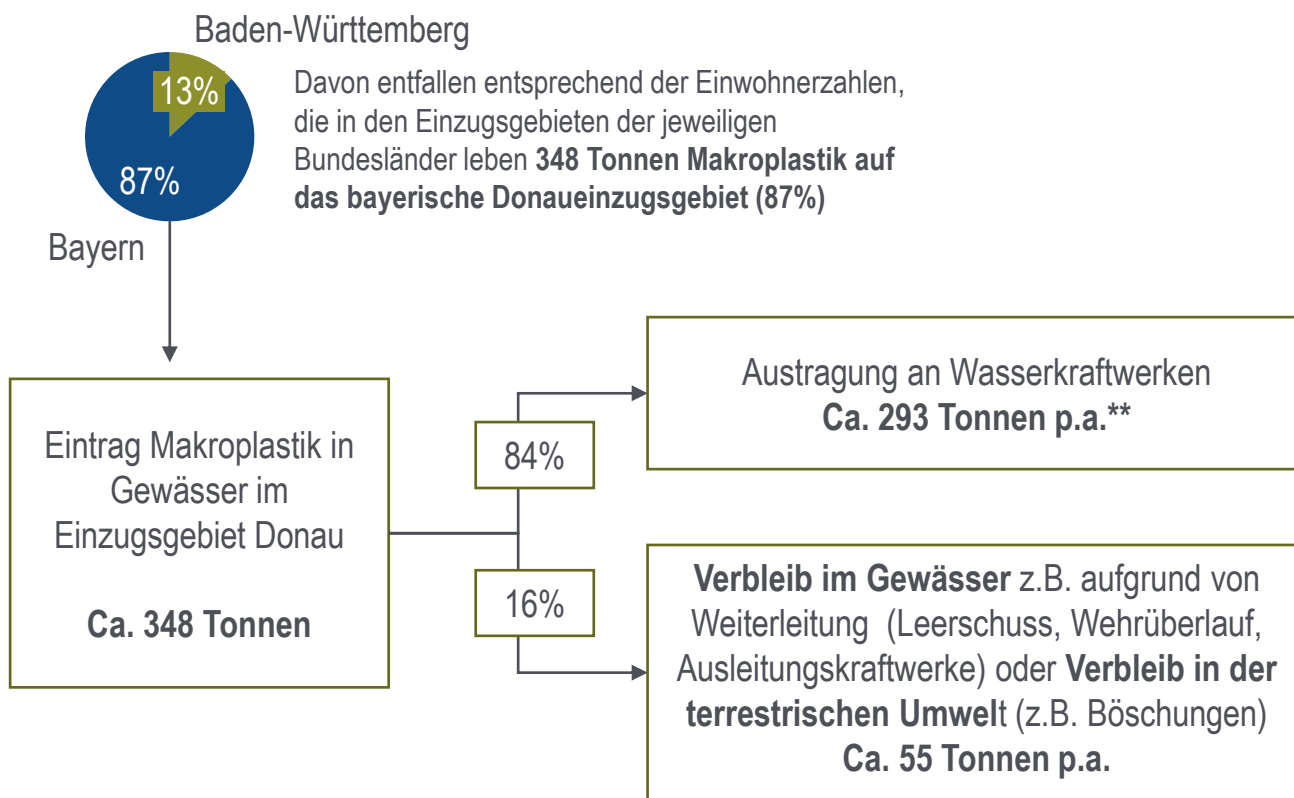 Baden-Württemberg
13%
87%
Bayern
Davon entfallen entsprechend der Einwohnerzahlen,
die in den Einzugsgebieten der jeweiligen
Bundesländer leben 348 Tonnen Makroplastik auf
das bayerische Donaueinzugsgebiet (87%)
Eintrag Makroplastik in
Gewässer im
Einzugsgebiet Donau
Ca. 348 Tonnen
84%
16%
Austragung an Wasserkraftwerken
Ca. 293 Tonnen p.a.**
Verbleib im Gewässer z.B. aufgrund von
Weiterleitung (Leerschuss, Wehrüberlauf,
Ausleitungskraftwerke) oder Verbleib in der
terrestrischen Umwelt (z.B. Böschungen)
Ca. 55 Tonnen p.a.